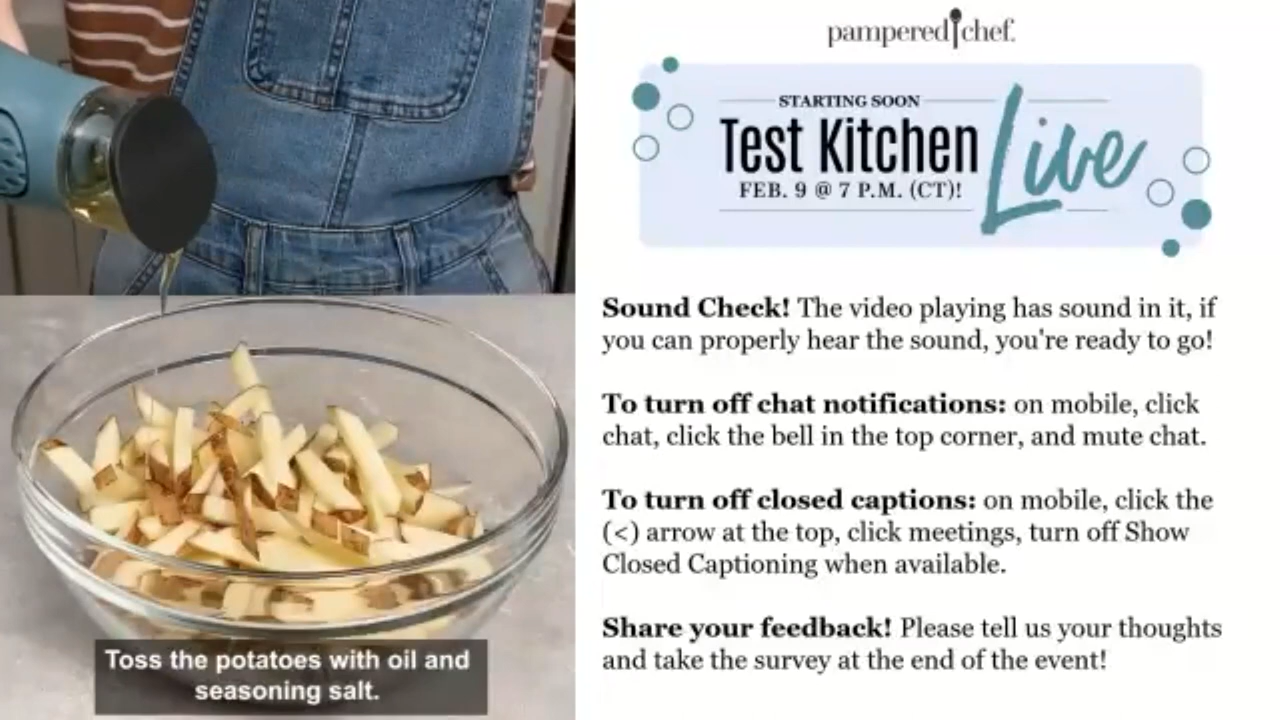 pampered chef.
STARTING SOON
Test Kitchen Live
FEB. 9 @ 7 P.M. (CT)!
Sound Check! The video playing has sound in it, if
you can properly hear the sound, you're ready to go!
To turn off chat notifications: on mobile, click
chat, click the bell in the top corner, and mute chat.
To turn off closed captions: on mobile, click the
(<) arrow at the top, click meetings, turn off Show
Closed Captioning when available.
Share your feedback! Please tell us your thoughts
and take the survey at the end of the event!
Toss the potatoes with oil and
seasoning salt.